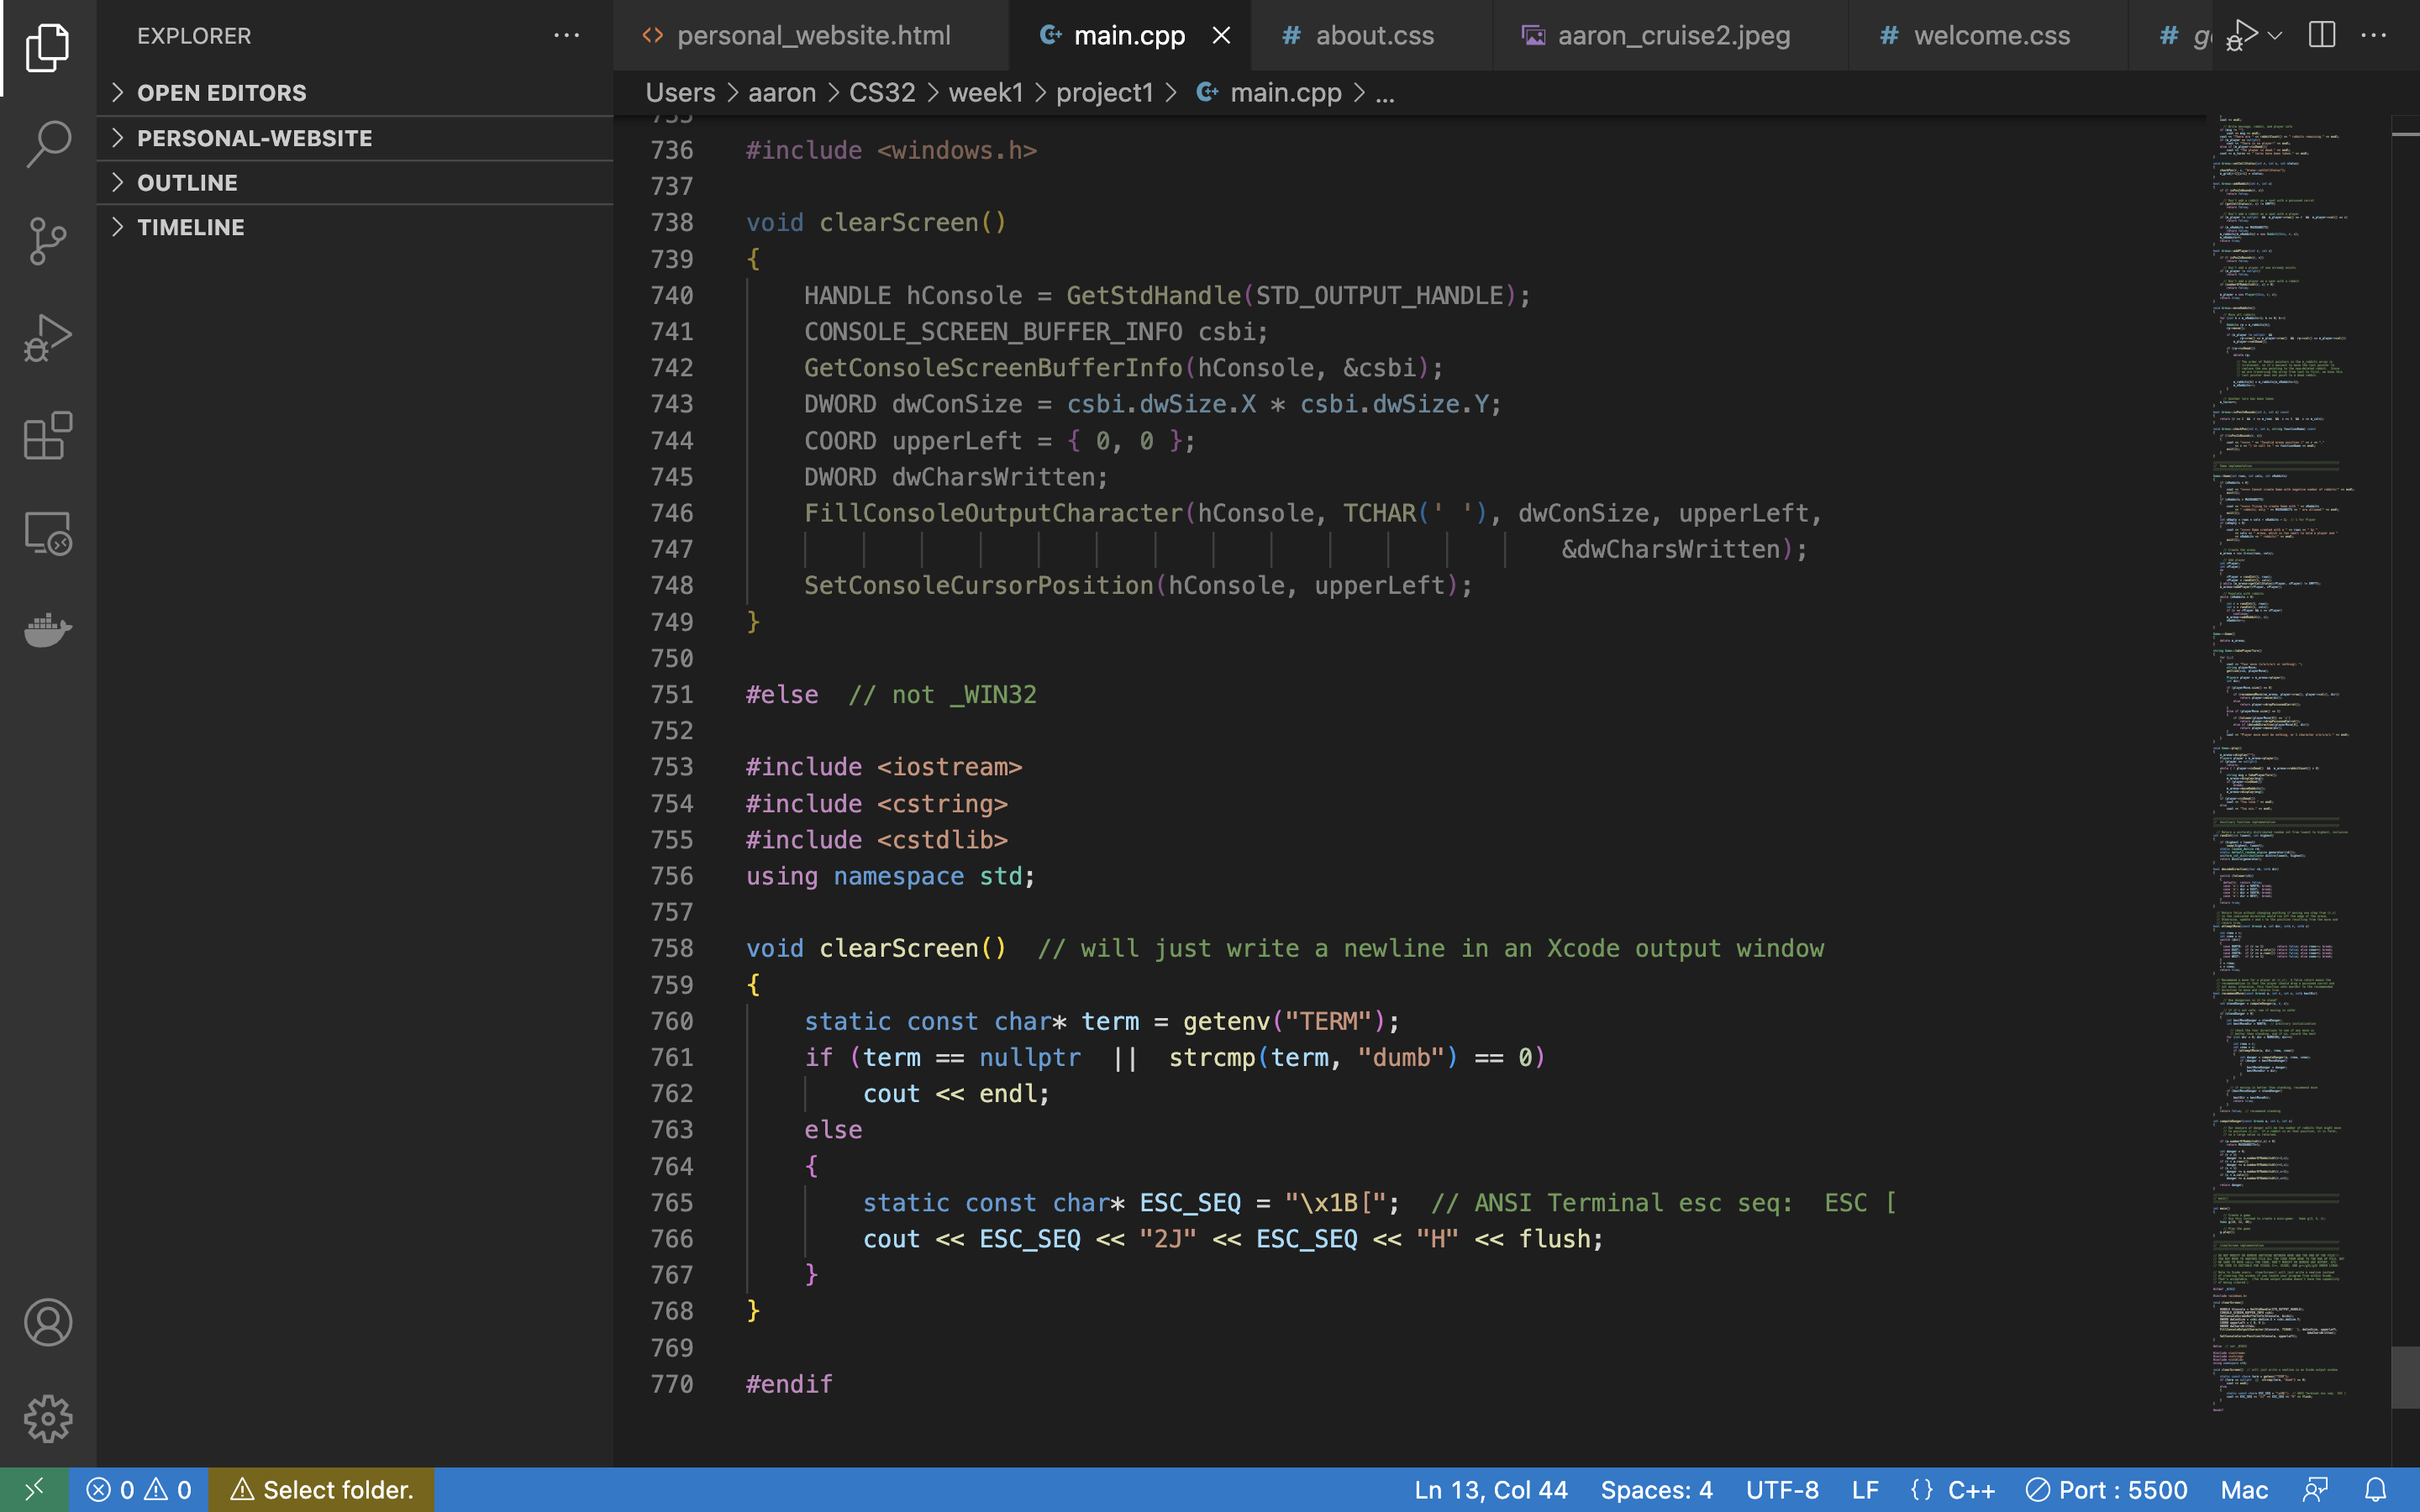 EXPLORER
OPEN EDITORS
PERSONAL-WEBSITE
OUTLINE
TIMELINE
personal_website.html
main.cpp
about.css
aaron_cruise2.jpeg
welcome.css
Users > aaron > CS32 > week1 > project1 > main.cpp > ...
735
736 #include <windows.h>
737
738 void clearScreen()
739 {
740     HANDLE hConsole = GetStdHandle(STD_OUTPUT_HANDLE);
741     CONSOLE_SCREEN_BUFFER_INFO csbi;
742     GetConsoleScreenBufferInfo(hConsole, &csbi);
743     DWORD dwConSize = csbi.dwSize.X * csbi.dwSize.Y;
744     COORD upperLeft = { 0, 0 };
745     DWORD dwCharsWritten;
746     FillConsoleOutputCharacter(hConsole, TCHAR(' '), dwConSize, upperLeft,
747                                                         &dwCharsWritten);
748     SetConsoleCursorPosition(hConsole, upperLeft);
749 }
750
751 #else  // not _WIN32
752
753 #include <iostream>
754 #include <cstring>
755 #include <cstdlib>
756 using namespace std;
757
758 void clearScreen()  // will just write a newline in an Xcode output window
759 {
760     static const char* term = getenv("TERM");
761     if (term == nullptr  ||  strcmp(term, "dumb") == 0)
762         cout << endl;
763     else
764     {
765         static const char* ESC_SEQ = "\x1B[";  // ANSI Terminal esc seq:  ESC [
766         cout << ESC_SEQ << "2J" << ESC_SEQ << "H" << flush;
767     }
768 }
769
770 #endif
0 0 Select folder. Ln 13, Col 44 Spaces: 4 UTF-8 LF {} C++ Port : 5500 Mac